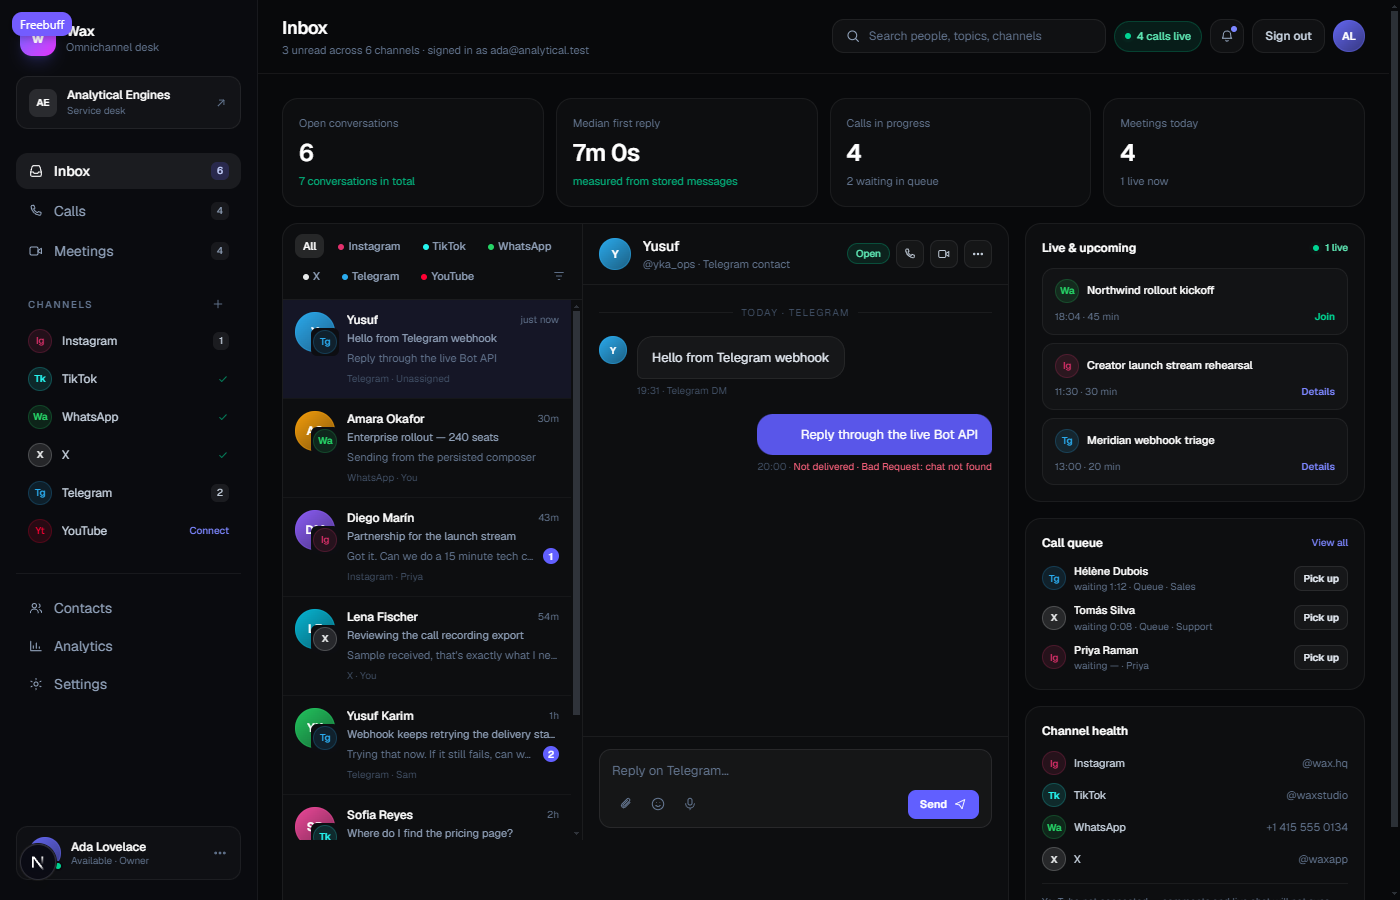 Freebuff
W
Wax
Omnichannel desk
AE
Analytical Engines
Service desk
Inbox 6
Calls 4
Meetings 4
CHANNELS
Ig Instagram 1
Tk TikTok
Wa WhatsApp
X X
Tg Telegram 2
Yt YouTube Connect
Contacts
Analytics
Settings
Ada Lovelace
Available · Owner
N
Inbox
3 unread across 6 channels · signed in as ada@analytical.test
Search people, topics, channels
4 calls live
Sign out
AL
Open conversations
6
7 conversations in total
Median first reply
7m 0s
measured from stored messages
Calls in progress
4
2 waiting in queue
Meetings today
4
1 live now
All Instagram TikTok WhatsApp
X Telegram YouTube
Yusuf just now
Tg
Hello from Telegram webhook
Reply through the live Bot API
Telegram · Unassigned
Amara Okafor 30m
Wa
Enterprise rollout — 240 seats
Sending from the persisted composer
WhatsApp · You
Diego Marín 43m
Ig
Partnership for the launch stream
Got it. Can we do a 15 minute tech c... 1
Instagram · Priya
Lena Fischer 54m
X
Reviewing the call recording export
Sample received, that's exactly what I ne...
X · You
Yusuf Karim 1h
Tg
Webhook keeps retrying the delivery sta...
Trying that now. If it still fails, can w... 2
Telegram · Sam
Sofia Reyes 2h
Tk
Where do I find the pricing page?
Y
Yusuf
@yka_ops · Telegram contact
Open
TODAY · TELEGRAM
Y
Hello from Telegram webhook
19:31 · Telegram DM
Reply through the live Bot API
20:00 · Not delivered · Bad Request: chat not found
Reply on Telegram…
Send
Live & upcoming 1 live
Wa Northwind rollout kickoff
18:04 · 45 min Join
Ig Creator launch stream rehearsal
11:30 · 30 min Details
Tg Meridian webhook triage
13:00 · 20 min Details
Call queue View all
Tg Hélène Dubois
waiting 1:12 · Queue · Sales
Pick up
X Tomás Silva
waiting 0:08 · Queue · Support
Pick up
Ig Priya Raman
waiting — · Priya
Pick up
Channel health
Ig Instagram @wax.hq
Tk TikTok @waxstudio
Wa WhatsApp +1 415 555 0134
X X @waxapp